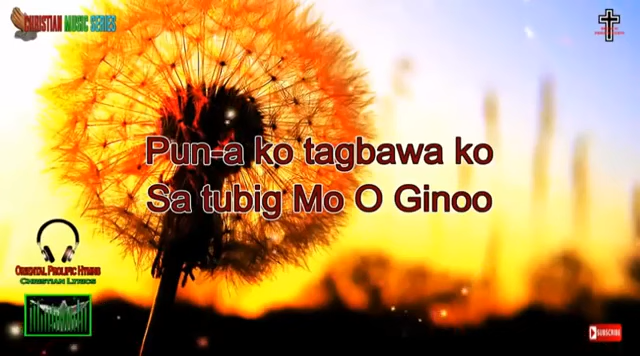 CHRISTIAN MUSIC SERIES
Pun-a ko tagbawa ko
Sa tubig Mo O Ginoo
Oriental Prolific Hymns
Christian Lyrics
SUBSCRIBE